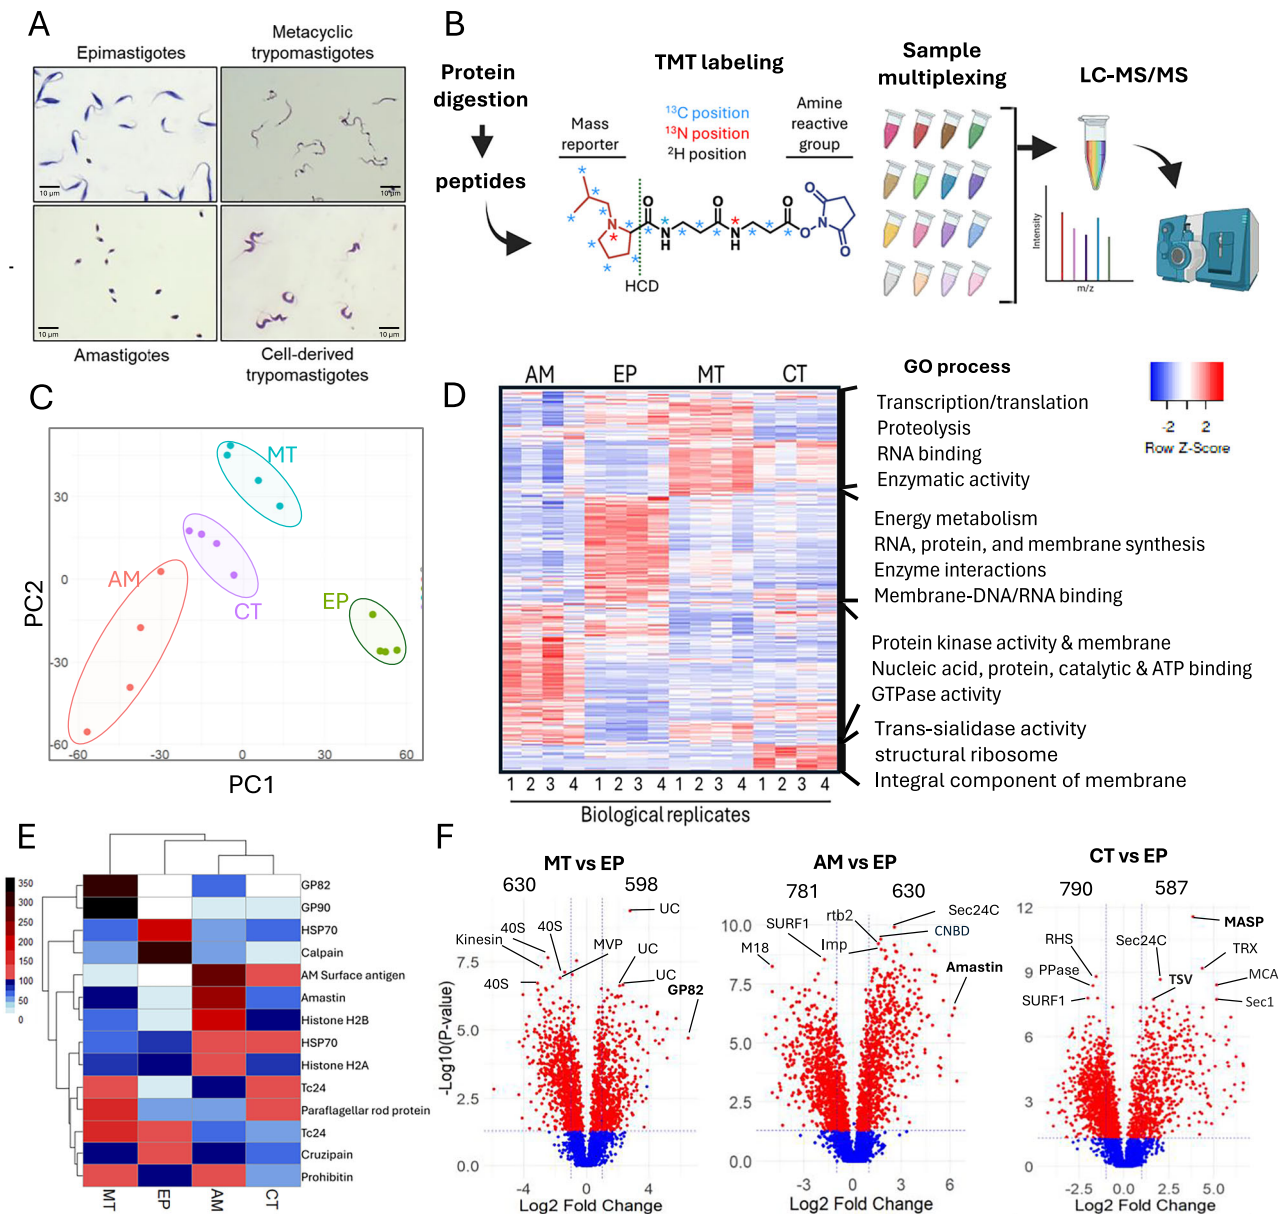 A
Epimastigotes
Metacyclic
trypomastigotes
10 µm
10 µm
10 µm
10 µm
Amastigotes
Cell-derived
trypomastigotes
B
Protein
digestion
peptides
TMT labeling
13C position
13N position
2H position
Mass
reporter
Amine
reactive
group
O
O
O
O
N
N
H
N
H
O
N
O
HCD
*
Sample
multiplexing
LC-MS/MS
Intensity
m/z
C
MT
AM
CT
EP
PC2
30
0
-30
-60
-60
-30
0
30
60
PC1
D
AM
EP
MT
CT
1 2 3 4 1 2 3 4 1 2 3 4 1 2 3 4
Biological replicates
GO process
Transcription/translation
Proteolysis
RNA binding
Enzymatic activity
Energy metabolism
RNA, protein, and membrane synthesis
Enzyme interactions
Membrane-DNA/RNA binding
Protein kinase activity & membrane
Nucleic acid, protein, catalytic & ATP binding
GTPase activity
Trans-sialidase activity
structural ribosome
Integral component of membrane
-2 2
Row Z-Score
E
350
300
250
200
150
100
50
0
GP82
GP90
HSP70
Calpain
AM Surface antigen
Amastin
Histone H2B
HSP70
Histone H2A
Tc24
Paraflagellar rod protein
Tc24
Cruzipain
Prohibitin
MT
EP
AM
CT
F
MT vs EP
630
598
UC
40S
40S
Kinesin
MVP
UC
40S
UC
GP82
7.5
5.0
-2.5
0.0
-Log10(P-value)
-4
0
4
Log2 Fold Change
AM vs EP
781
630
rtb2
Sec24C
SURF1
CNBD
M18
Imp
Amastin
10.0
7.5
5.0
2.5
0.0
-3
0
3
6
Log2 Fold Change
CT vs EP
790
587
MASP
RHS
Sec24C
TRX
PPase
TSV
MCA
SURF1
Sec1
12
9
6
3
0
-2.5
0.0
2.5
5.0
Log2 Fold Change